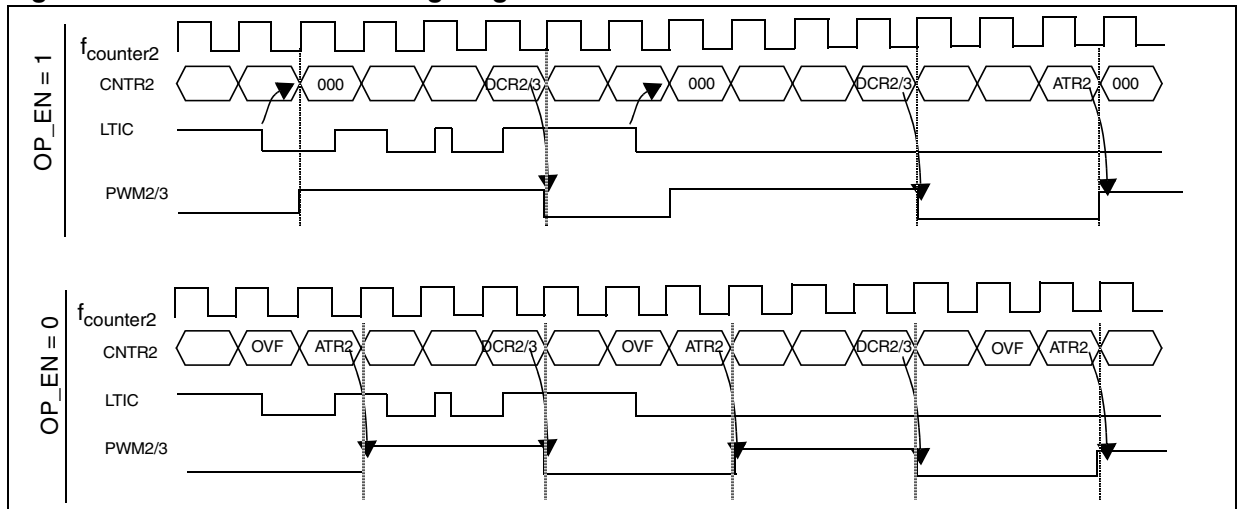 OP_EN = 1
fcounter2
CNTR2
000
DCR2/3
000
DCR2/3
ATR2
000
LTIC
PWM2/3
OP_EN = 0
fcounter2
CNTR2
OVF
ATR2
DCR2/3
OVF
ATR2
DCR2/3
OVF
ATR2
LTIC
PWM2/3